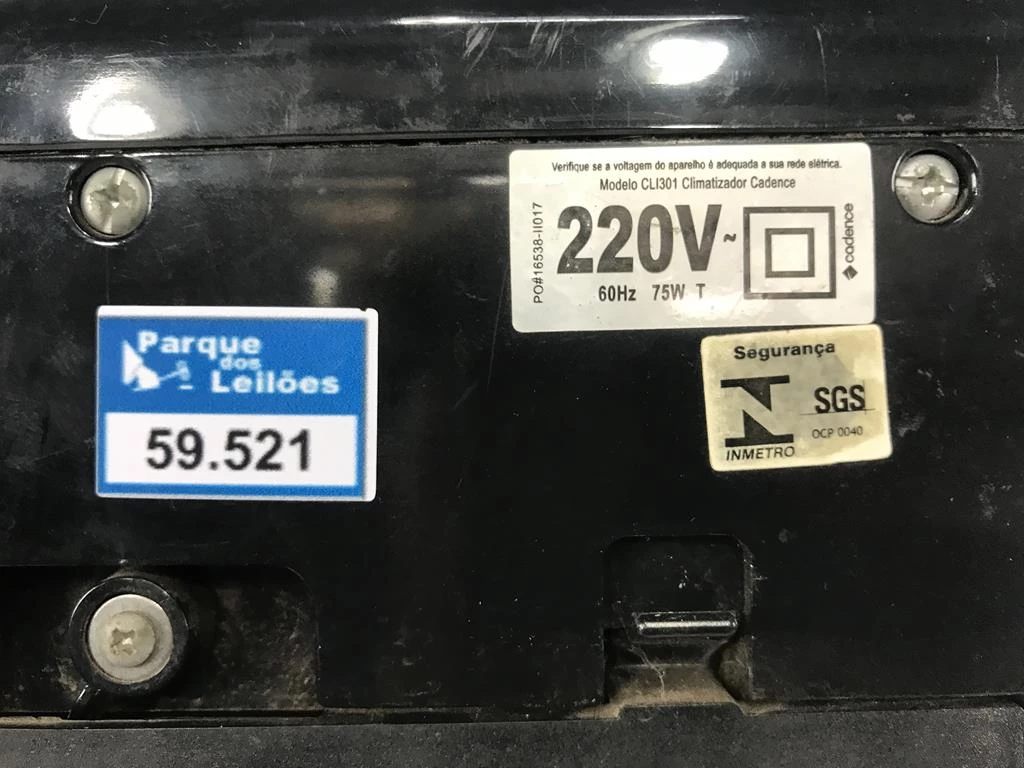 Verifique se a voltagem do aparelho é adequada a sua rede elétrica.
Modelo CLI301 Climatizador Cadence
PO#16538-II017
220V~
cadence
60Hz 75W T
Parque
dos
Leilões
59.521
Segurança
SGS
OCP 0040
INMETRO